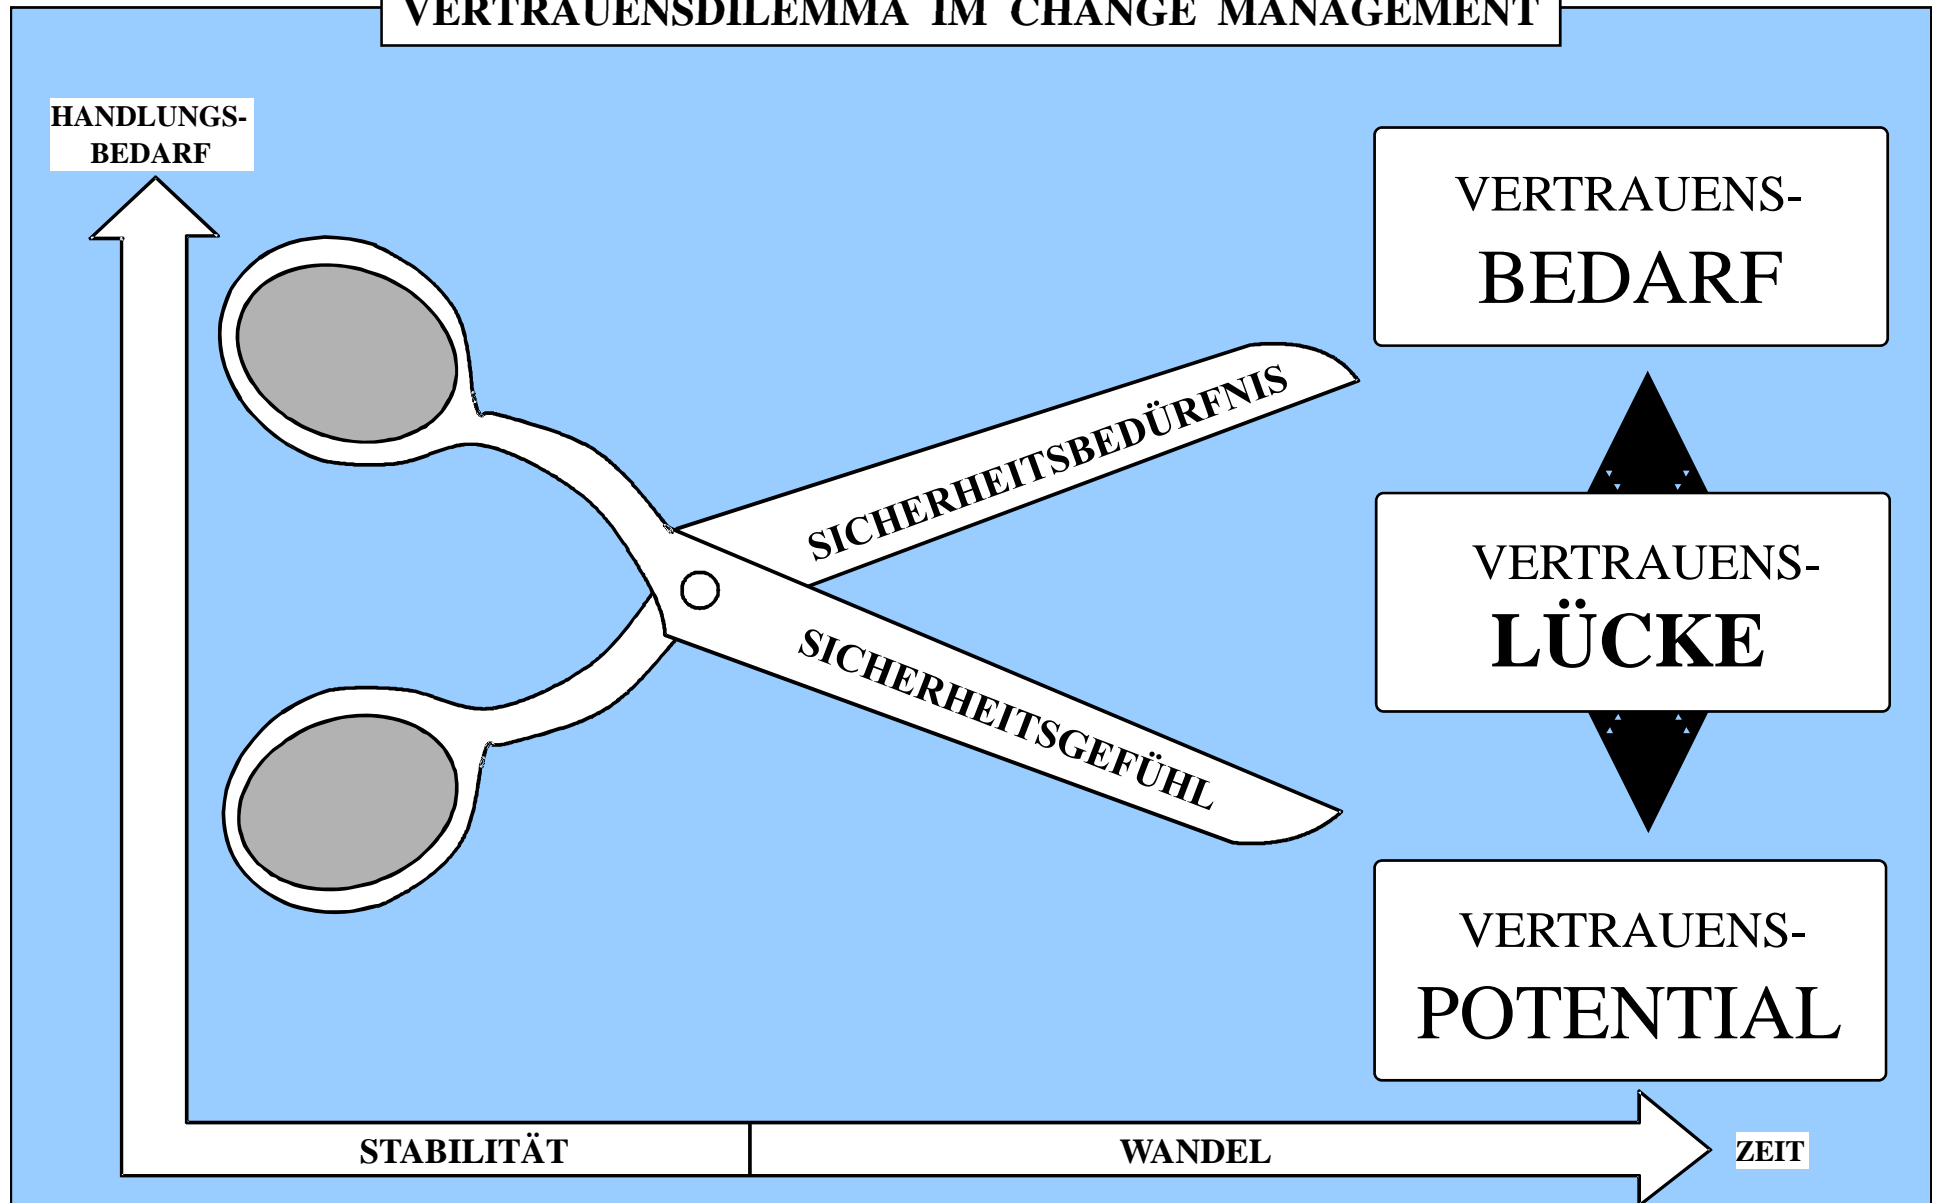 VERTRAUENSDILEMMA IM CHANGE MANAGEMENT
HANDLUNGS-
BEDARF
VERTRAUENS-
BEDARF
SICHERHEITSBEDÜRFNIS
VERTRAUENS-
LÜCKE
SICHERHEITSGEFÜHL
VERTRAUENS-
POTENTIAL
STABILITÄT
WANDEL
ZEIT